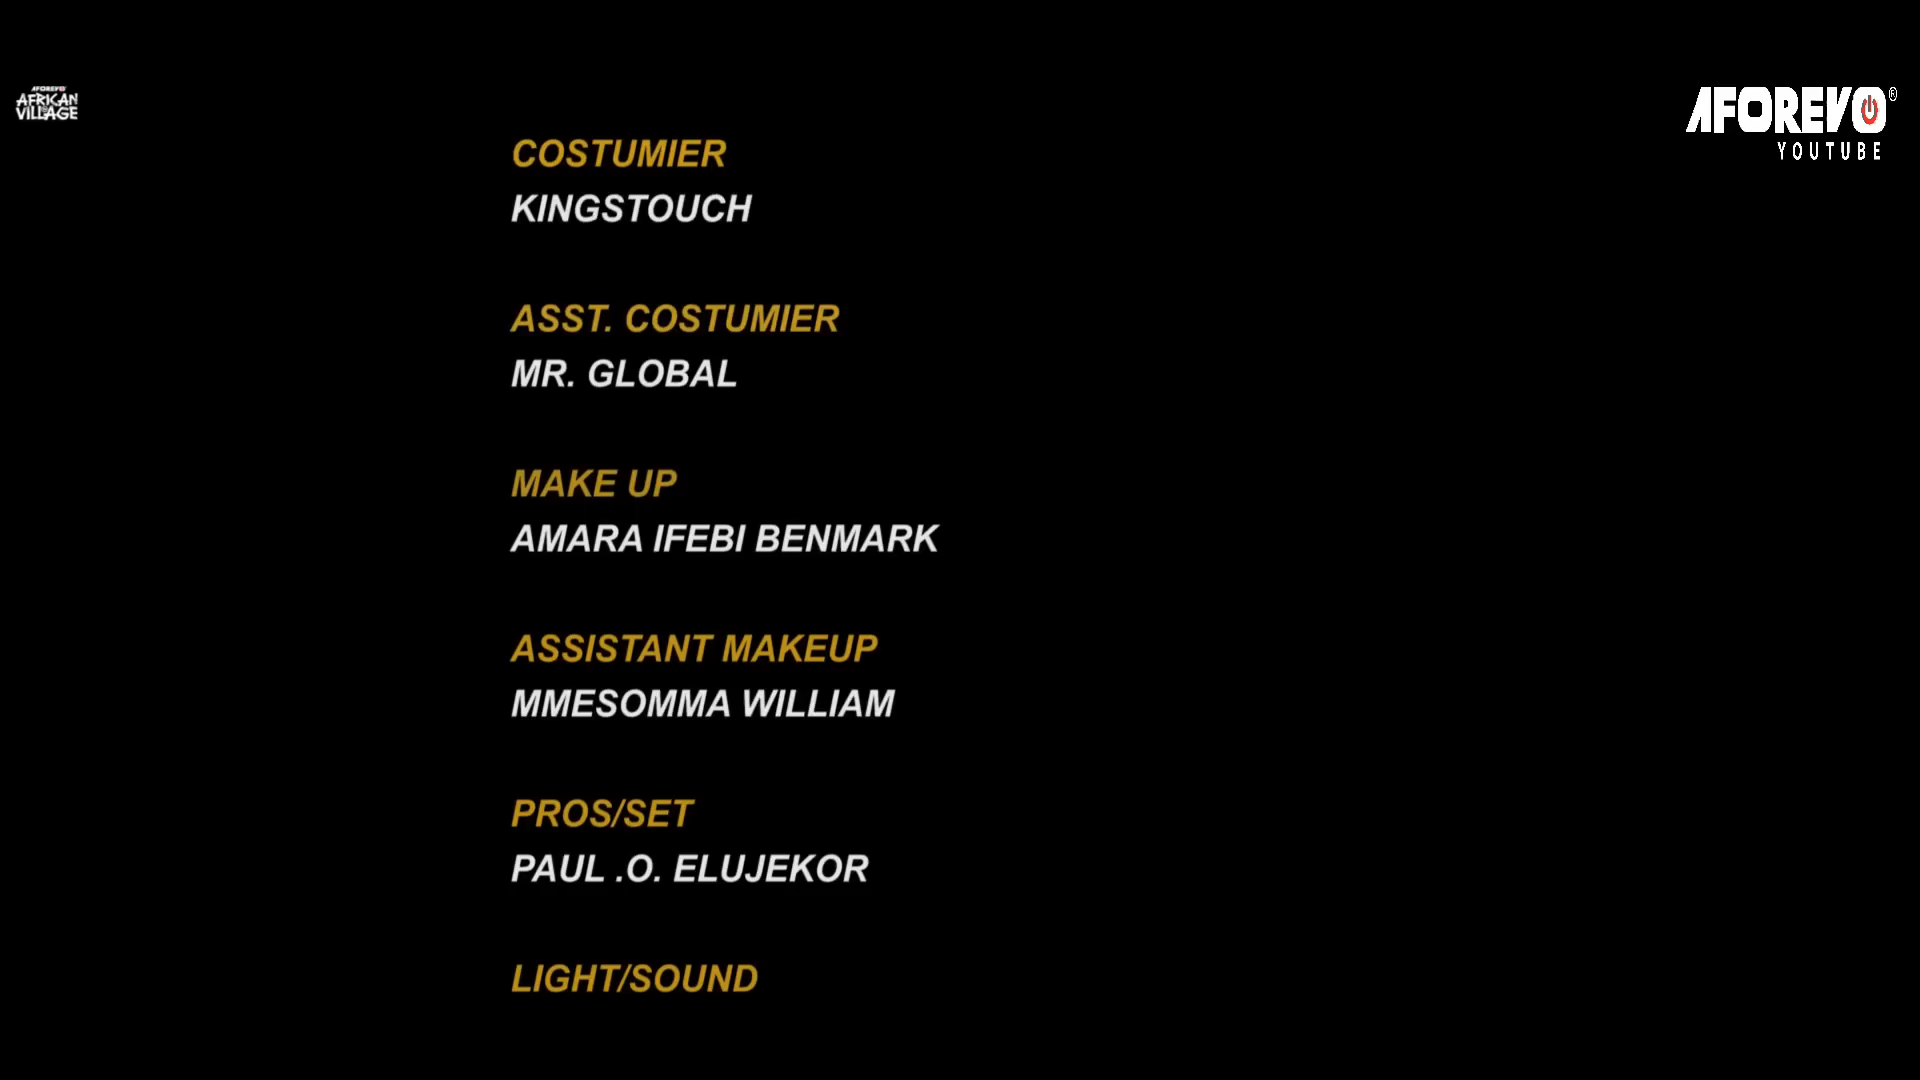 AFOREVO
AFRICAN
VILLAGE
AFOREVO®
YOUTUBE
COSTUMIER
KINGSTOUCH
ASST. COSTUMIER
MR. GLOBAL
MAKE UP
AMARA IFEBI BENMARK
ASSISTANT MAKEUP
MMESOMMA WILLIAM
PROS/SET
PAUL .O. ELUJEKOR
LIGHT/SOUND